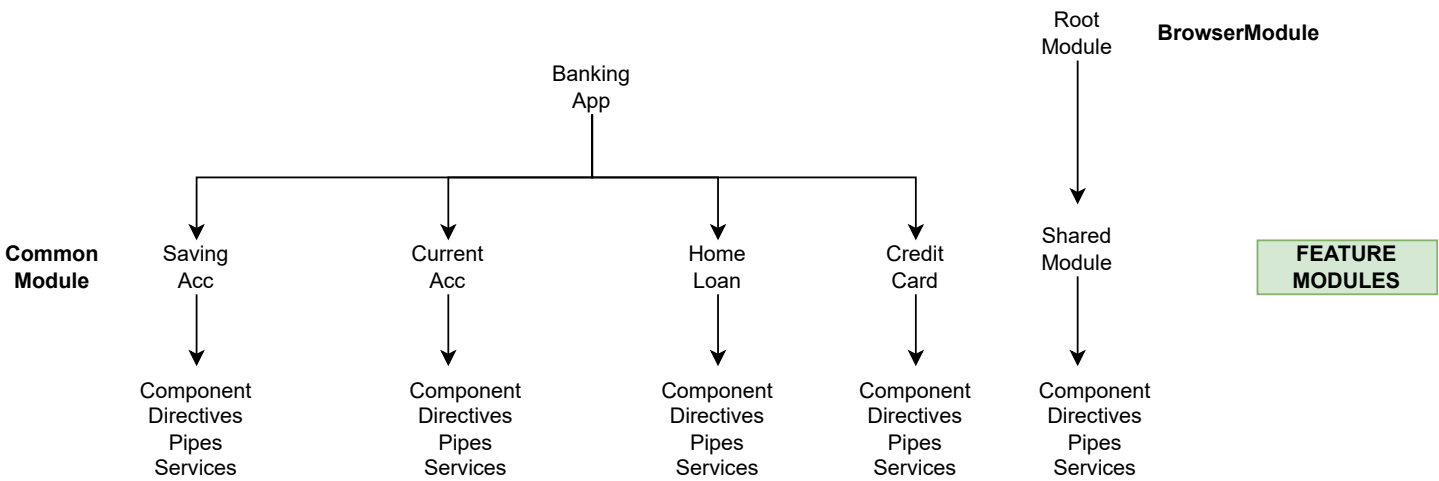 Root
Module
BrowserModule
Banking
App
Common
Module
Saving
Acc
Current
Acc
Home
Loan
Credit
Card
Shared
Module
FEATURE
MODULES
Component
Directives
Pipes
Services
Component
Directives
Pipes
Services
Component
Directives
Pipes
Services
Component
Directives
Pipes
Services
Component
Directives
Pipes
Services